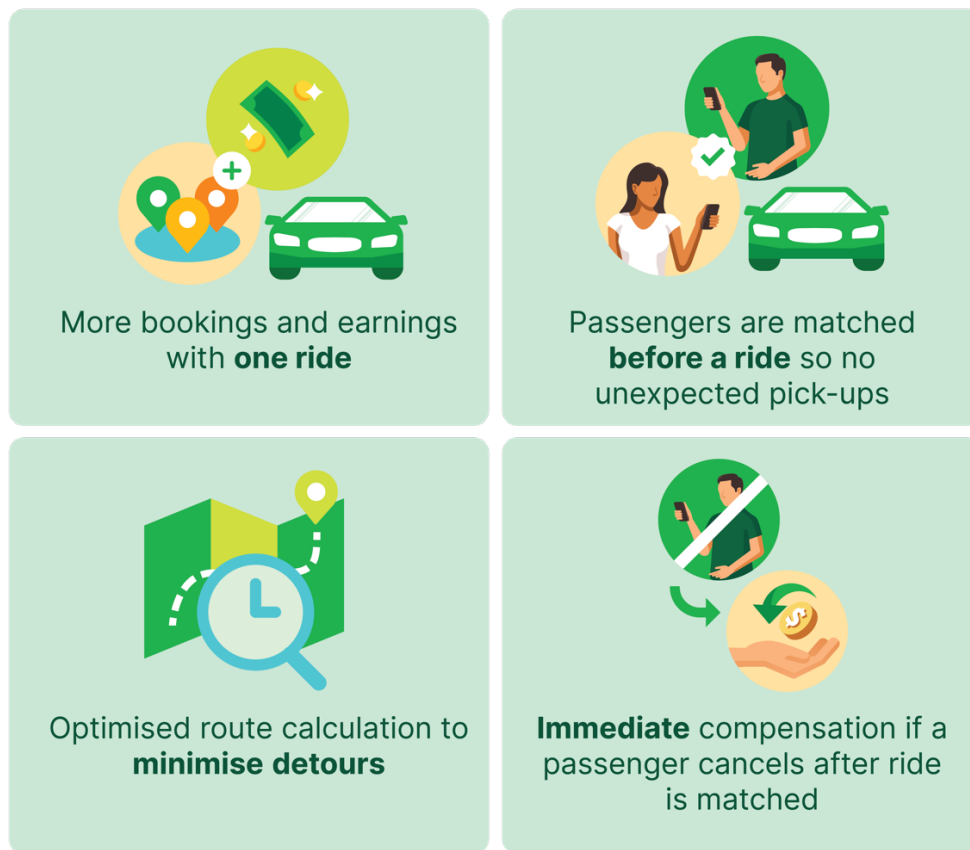 More bookings and earnings
with one ride
Passengers are matched
before a ride so no
unexpected pick-ups
Optimised route calculation to
minimise detours
Immediate compensation if a
passenger cancels after ride
is matched